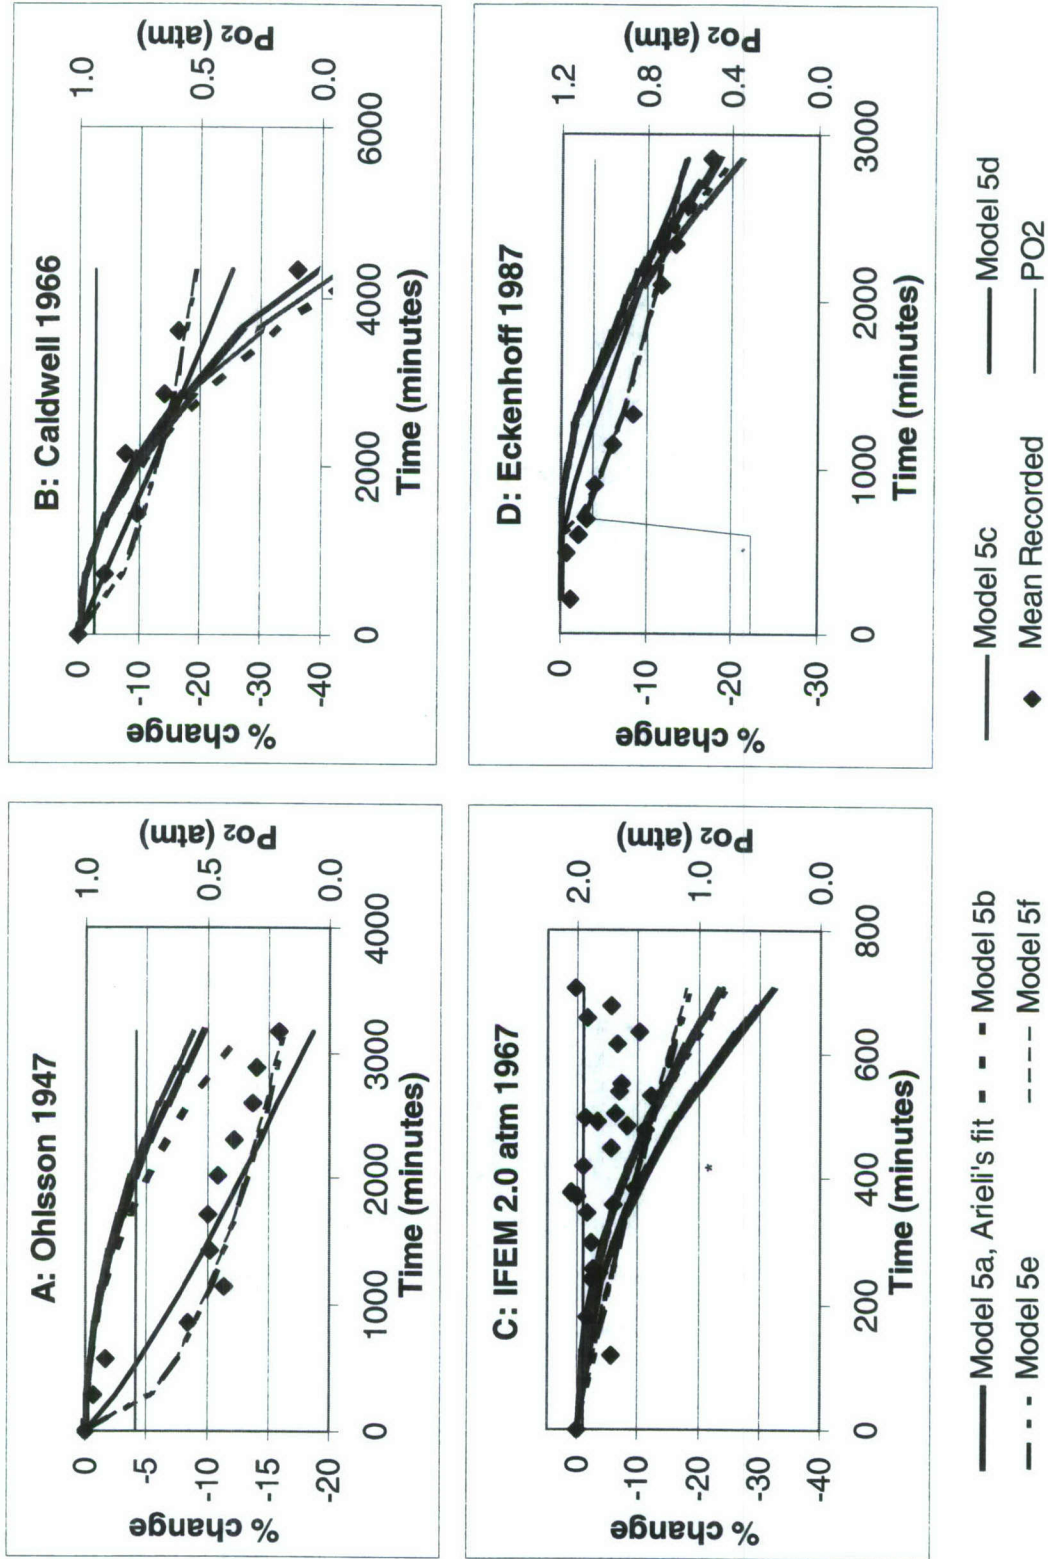 A: Ohlsson 1947
% change
0
-5
-10
-15
-20
0
1000
2000
3000
4000
Time (minutes)
1.0
0.5
0.0
Po2 (atm)
B: Caldwell 1966
% change
0
-10
-20
-30
-40
0
2000
4000
6000
Time (minutes)
1.0
0.5
0.0
Po2 (atm)
C: IFEM 2.0 atm 1967
% change
0
-10
-20
-30
-40
0
200
400
600
800
Time (minutes)
2.0
1.0
0.0
Po2 (atm)
*
D: Eckenhoff 1987
% change
0
-10
-20
-30
0
1000
2000
3000
Time (minutes)
1.2
0.8
0.4
0.0
Po2 (atm)
Model 5a, Arieli's fit
Model 5b
Model 5c
Model 5d
Model 5e
Model 5f
Mean Recorded
PO2